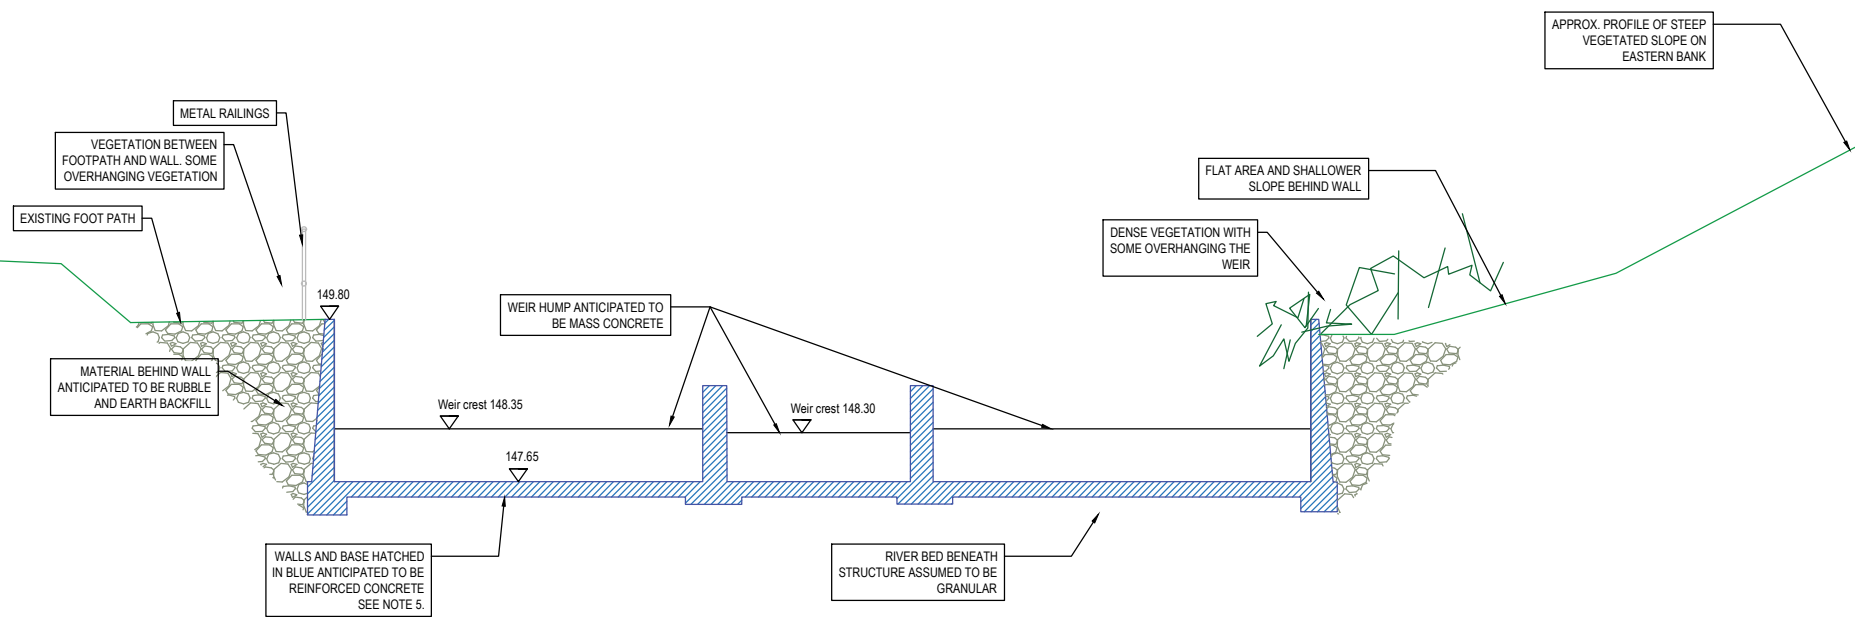 APPROX. PROFILE OF STEEP
VEGETATED SLOPE ON
EASTERN BANK
METAL RAILINGS
VEGETATION BETWEEN
FOOTPATH AND WALL. SOME
OVERHANGING VEGETATION
FLAT AREA AND SHALLOWER
SLOPE BEHIND WALL
EXISTING FOOT PATH
DENSE VEGETATION WITH
SOME OVERHANGING THE
WEIR
149.80
WEIR HUMP ANTICIPATED TO
BE MASS CONCRETE
MATERIAL BEHIND WALL
ANTICIPATED TO BE RUBBLE
AND EARTH BACKFILL
Weir crest 148.35
Weir crest 148.30
147.65
WALLS AND BASE HATCHED
IN BLUE ANTICIPATED TO BE
REINFORCED CONCRETE
SEE NOTE 5.
RIVER BED BENEATH
STRUCTURE ASSUMED TO BE
GRANULAR